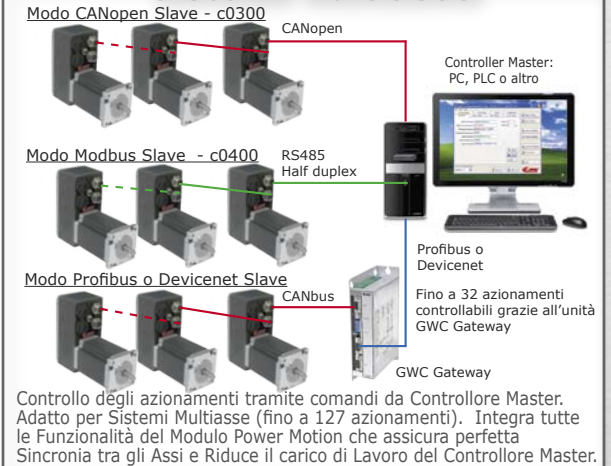 Modo CANopen Slave - c0300
CANopen
Controller Master:
PC, PLC o altro
Modo Modbus Slave - c0400
RS485
Half duplex
Profibus o
Devicenet
Modo Profibus o Devicenet Slave
CANbus
Fino a 32 azionamenti
controllabili grazie all'unità
GWC Gateway
GWC Gateway
Controllo degli azionamenti tramite comandi da Controllore Master.
Adatto per Sistemi Multiasse (fino a 127 azionamenti). Integra tutte
le Funzionalità del Modulo Power Motion che assicura perfetta
Sincronia tra gli Assi e Riduce il carico di Lavoro del Controllore Master.